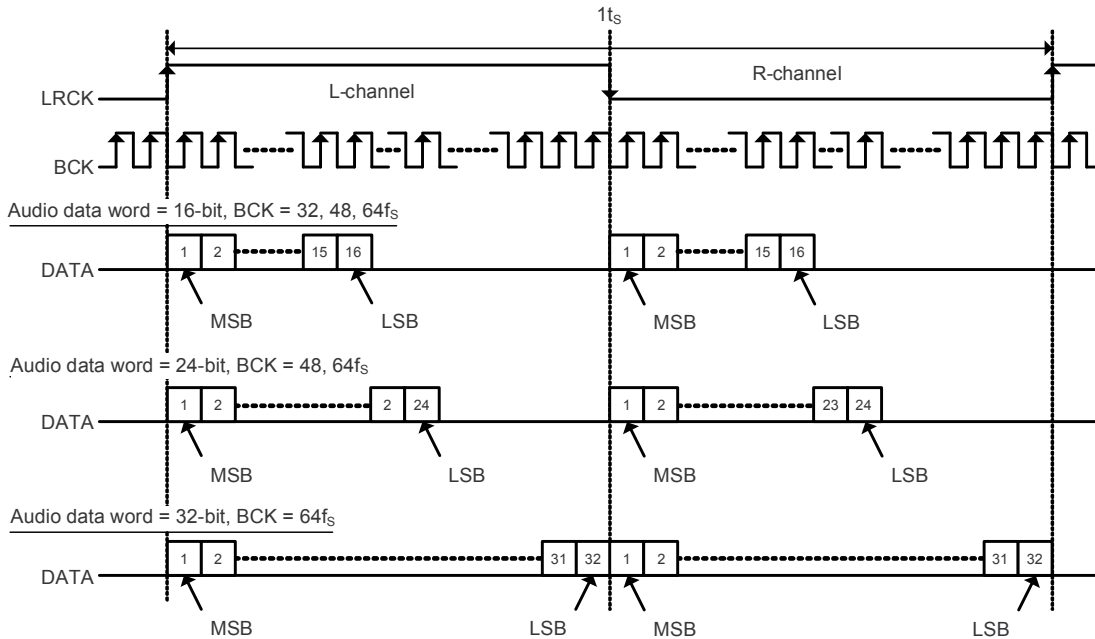 1tS
LRCK
L-channel
R-channel
BCK
Audio data word = 16-bit, BCK = 32, 48, 64fS
DATA
1 2 15 16 1 2 15 16
MSB LSB MSB LSB
Audio data word = 24-bit, BCK = 48, 64fS
DATA
1 2 2 24 1 2 23 24
MSB LSB MSB LSB
Audio data word = 32-bit, BCK = 64fS
DATA
1 2 31 32 1 2 31 32
MSB LSB MSB LSB